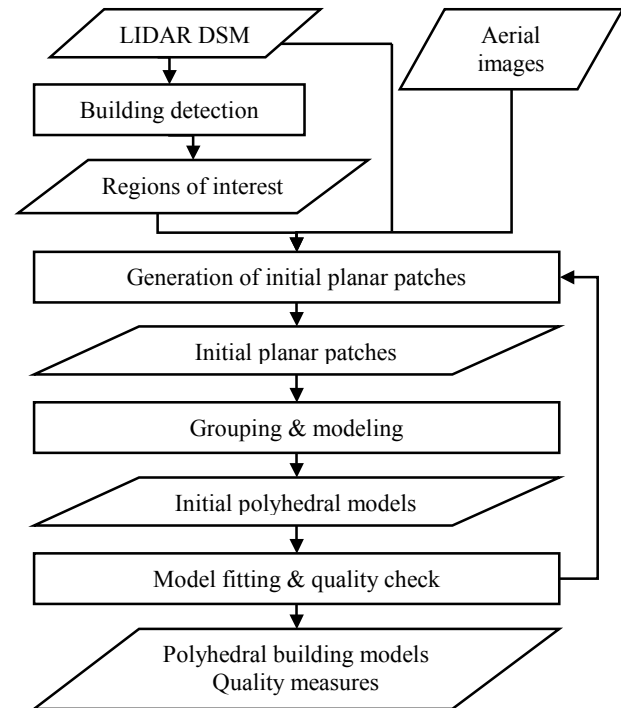 LIDAR DSM
Aerial
images
Building detection
Regions of interest
Generation of initial planar patches
Initial planar patches
Grouping & modeling
Initial polyhedral models
Model fitting & quality check
Polyhedral building models
Quality measures